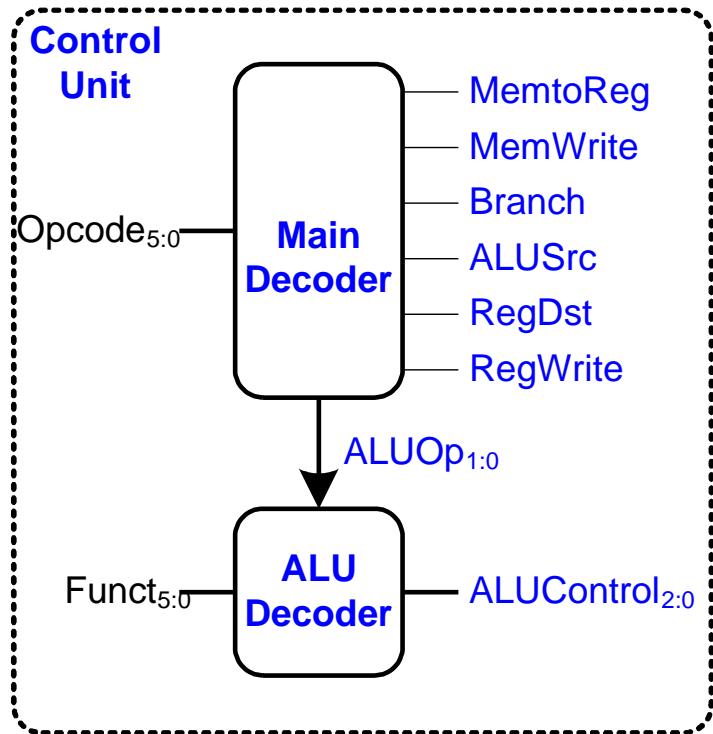 Control
Unit
MemtoReg
MemWrite
Branch
Opcode5:0
Main
Decoder
ALUSrc
RegDst
RegWrite
ALUOp1:0
Funct5:0
ALU
Decoder
ALUControl2:0